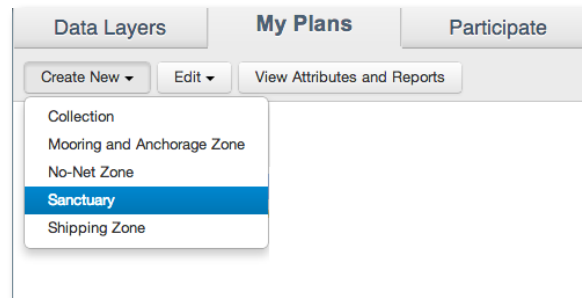 Data Layers My Plans Participate
Create New Edit View Attributes and Reports
Collection
Mooring and Anchorage Zone
No-Net Zone
Sanctuary
Shipping Zone